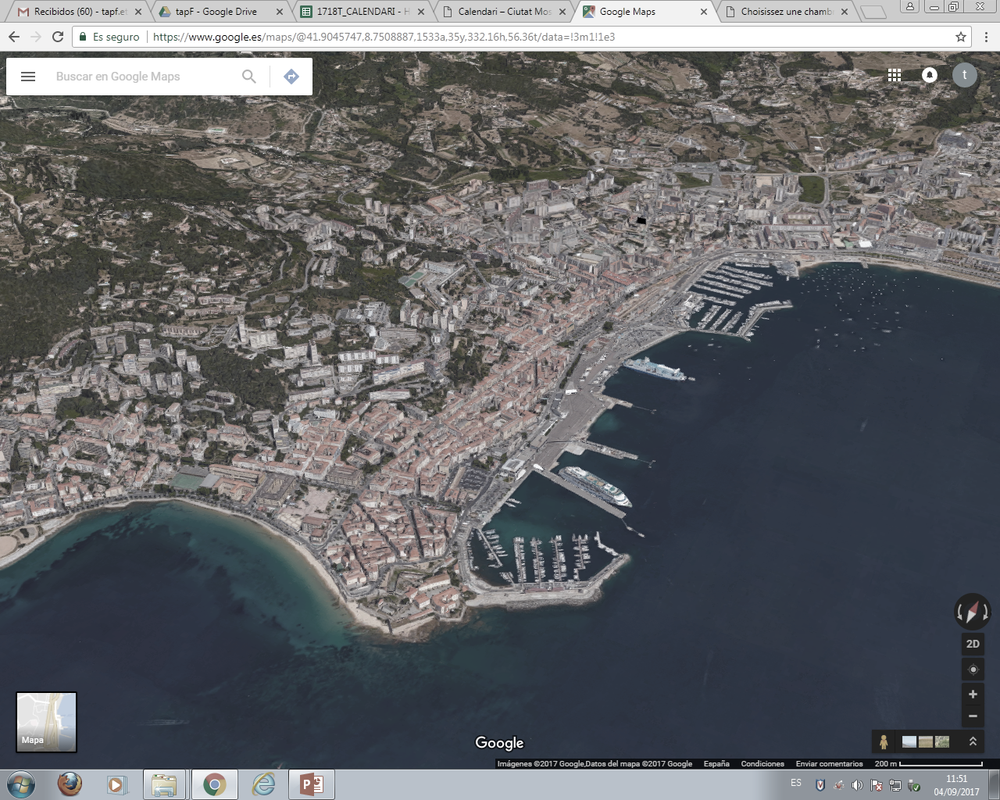 Recibidos (60) - tapf.et
tapF - Google Drive
1718T_CALENDARI - H
Calendari – Ciutat Mos
Google Maps
Choisissez une chamb
Es seguro
https://www.google.es/maps/@41.9045747,8.7508887,1533a,35y,332.16h,56.36t/data=!3m1!1e3
Buscar en Google Maps
t
2D
Mapa
Google
Imágenes ©2017 Google,Datos del mapa ©2017 Google España Condiciones Enviar comentarios 200 m
ES
11:51
04/09/2017